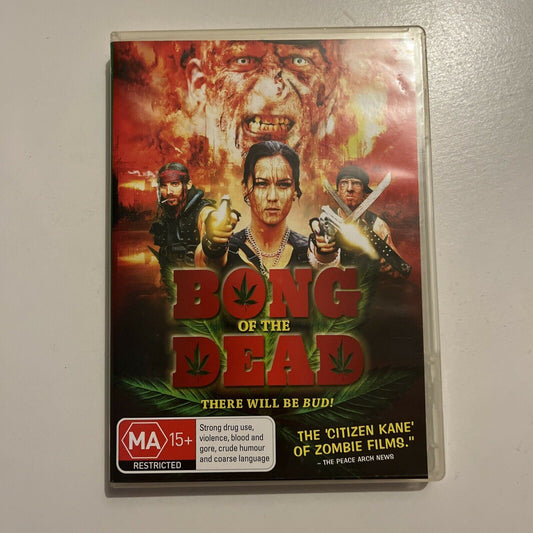 BONG
OF THE
DEAD
THERE WILL BE BUD!
MA 15+
RESTRICTED
Strong drug use,
violence, blood and
gore, crude humour
and coarse language
THE 'CITIZEN KANE'
OF ZOMBIE FILMS."
– THE PEACE ARCH NEWS